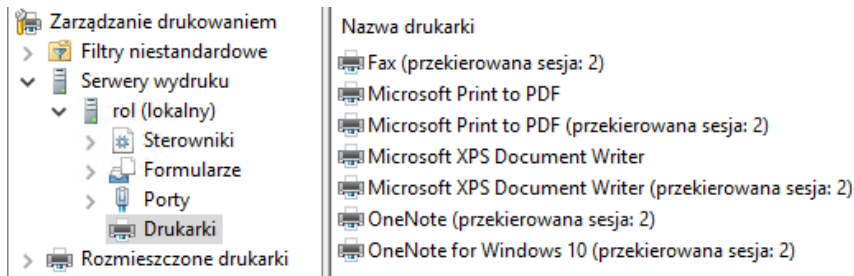 Zarządzanie drukowaniem
Filtry niestandardowe
Serwery wydruku
rol (lokalny)
Sterowniki
Formularze
Porty
Drukarki
Rozmieszczone drukarki
Nazwa drukarki
Fax (przekierowana sesja: 2)
Microsoft Print to PDF
Microsoft Print to PDF (przekierowana sesja: 2)
Microsoft XPS Document Writer
Microsoft XPS Document Writer (przekierowana sesja: 2)
OneNote (przekierowana sesja: 2)
OneNote for Windows 10 (przekierowana sesja: 2)